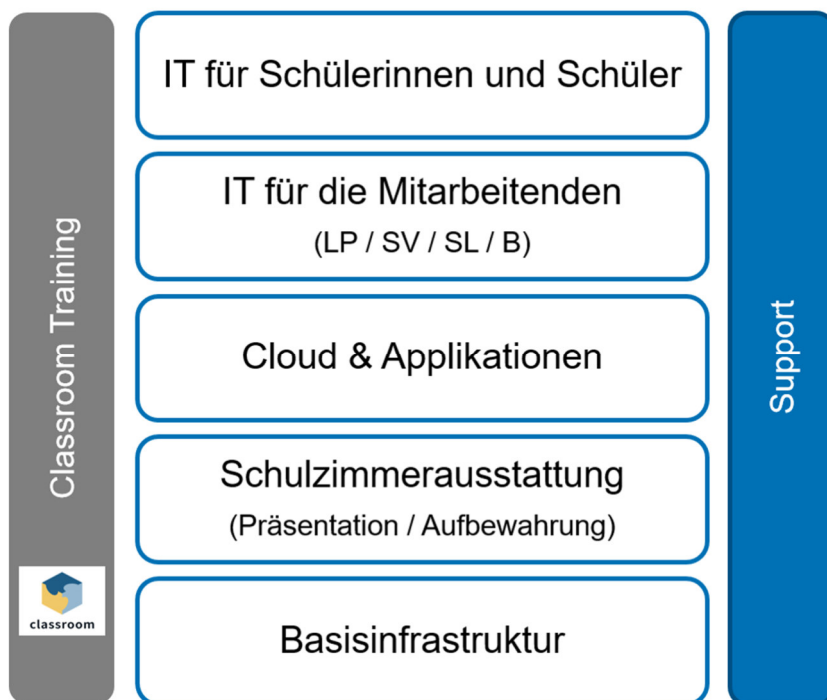 Classroom Training
classroom
IT für Schülerinnen und Schüler
IT für die Mitarbeitenden
(LP / SV / SL / B)
Cloud & Applikationen
Schulzimmerausstattung
(Präsentation / Aufbewahrung)
Basisinfrastruktur
Support